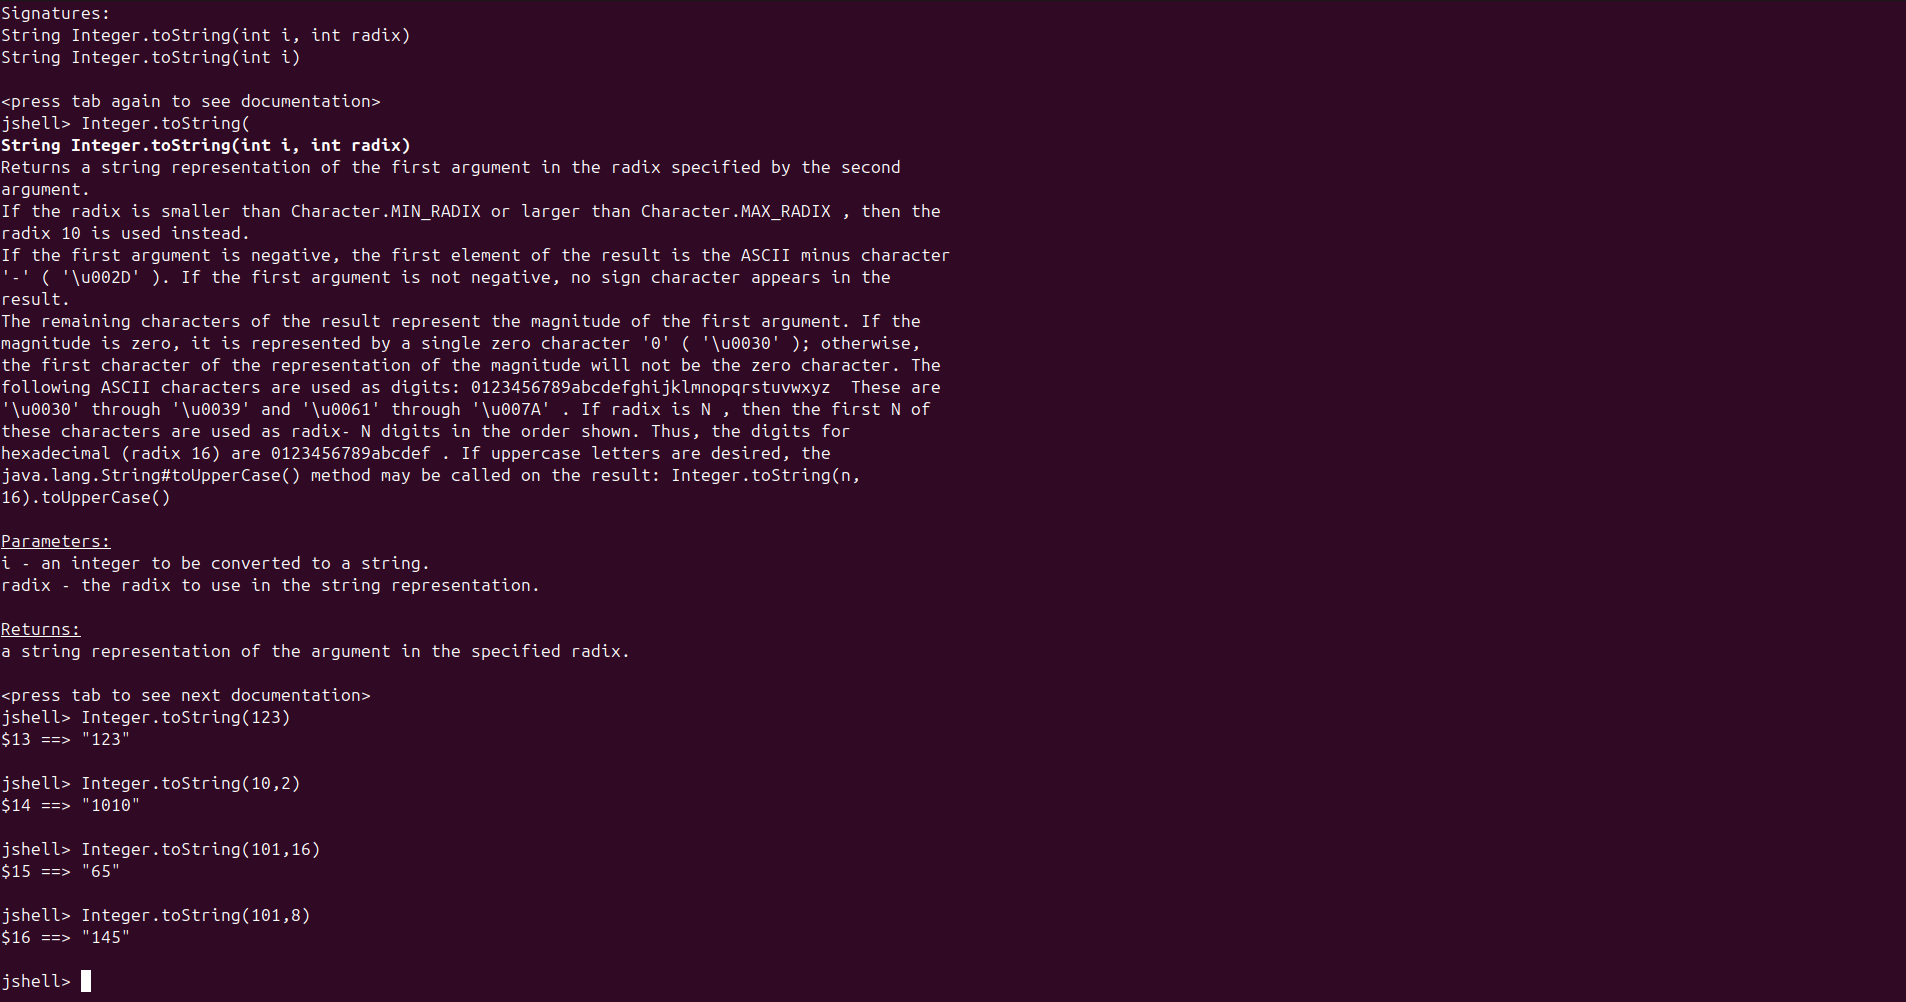 Signatures:
String Integer.toString(int i, int radix)
String Integer.toString(int i)
<press tab again to see documentation>
jshell> Integer.toString(
String Integer.toString(int i, int radix)
Returns a string representation of the first argument in the radix specified by the second
argument.
If the radix is smaller than Character.MIN_RADIX or larger than Character.MAX_RADIX , then the
radix 10 is used instead.
If the first argument is negative, the first element of the result is the ASCII minus character
'-' ( '\u002D' ). If the first argument is not negative, no sign character appears in the
result.
The remaining characters of the result represent the magnitude of the first argument. If the
magnitude is zero, it is represented by a single zero character '0' ( '\u0030' ); otherwise,
the first character of the representation of the magnitude will not be the zero character. The
following ASCII characters are used as digits: 0123456789abcdefghijklmnopqrstuvwxyz  These are
'\u0030' through '\u0039' and '\u0061' through '\u007A' . If radix is N , then the first N of
these characters are used as radix- N digits in the order shown. Thus, the digits for
hexadecimal (radix 16) are 0123456789abcdef . If uppercase letters are desired, the
java.lang.String#toUpperCase() method may be called on the result: Integer.toString(n,
16).toUpperCase()
Parameters:
i - an integer to be converted to a string.
radix - the radix to use in the string representation.
Returns:
a string representation of the argument in the specified radix.
<press tab to see next documentation>
jshell> Integer.toString(123)
$13 ==> "123"
jshell> Integer.toString(10,2)
$14 ==> "1010"
jshell> Integer.toString(101,16)
$15 ==> "65"
jshell> Integer.toString(101,8)
$16 ==> "145"
jshell>